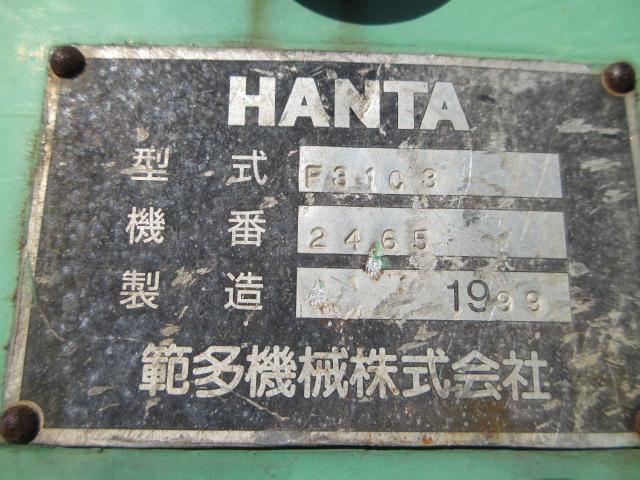 HANTA
型式 F31C3
機番 2465
製造 1999
範多機械株式会社